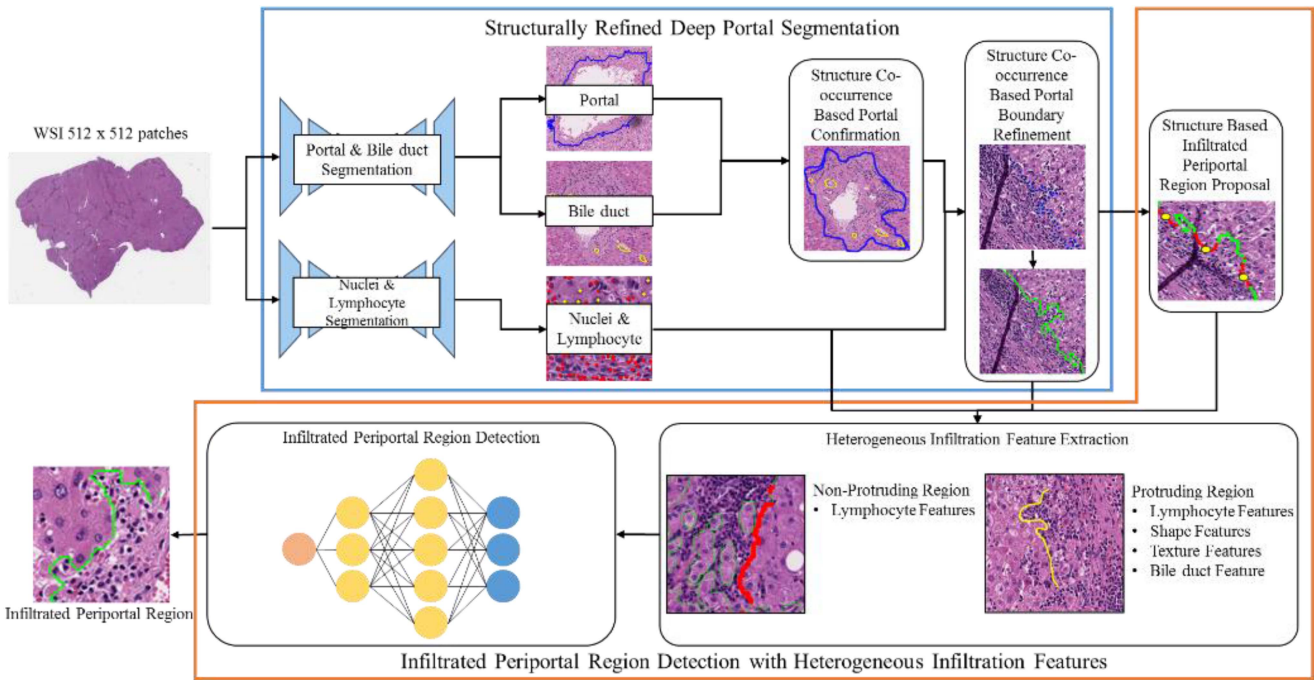 Structurally Refined Deep Portal Segmentation
WSI 512 x 512 patches
Portal & Bile duct
Segmentation
Nuclei &
Lymphocyte
Segmentation
Portal
Bile duct
Nuclei &
Lymphocyte
Structure Co-
occurrence
Based Portal
Confirmation
Structure Co-
occurrence
Based Portal
Boundary
Refinement
Structure Based
Infiltrated
Periportal
Region Proposal
Infiltrated Periportal Region Detection
Heterogeneous Infiltration Feature Extraction
Non-Protruding Region
• Lymphocyte Features
Protruding Region
• Lymphocyte Features
• Shape Features
• Texture Features
• Bile duct Feature
Infiltrated Periportal Region
Infiltrated Periportal Region Detection with Heterogeneous Infiltration Features